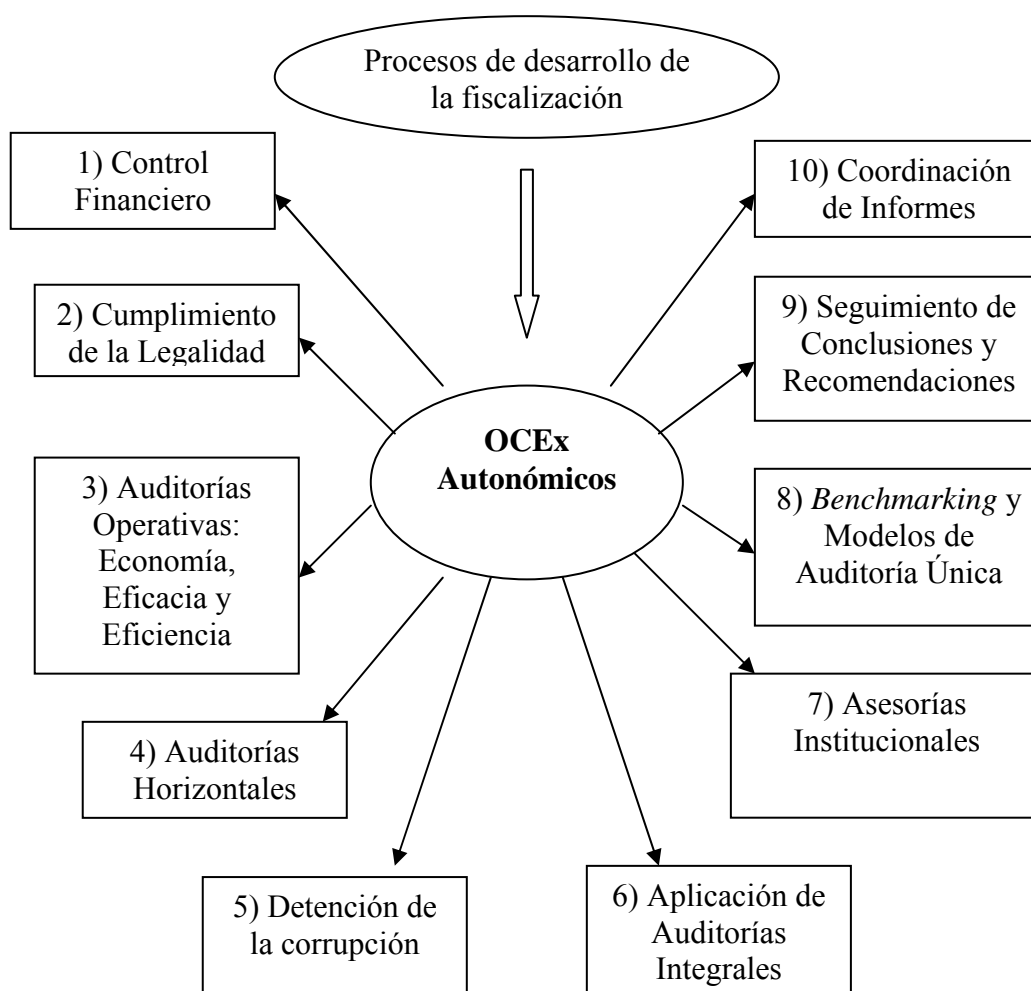 Procesos de desarrollo de
la fiscalización
1) Control
Financiero
2) Cumplimiento
de la Legalidad
3) Auditorías
Operativas:
Economía,
Eficacia y
Eficiencia
4) Auditorías
Horizontales
5) Detención de
la corrupción
6) Aplicación de
Auditorías
Integrales
7) Asesorías
Institucionales
8) Benchmarking y
Modelos de
Auditoría Única
9) Seguimiento de
Conclusiones y
Recomendaciones
10) Coordinación
de Informes
OCEx
Autonómicos